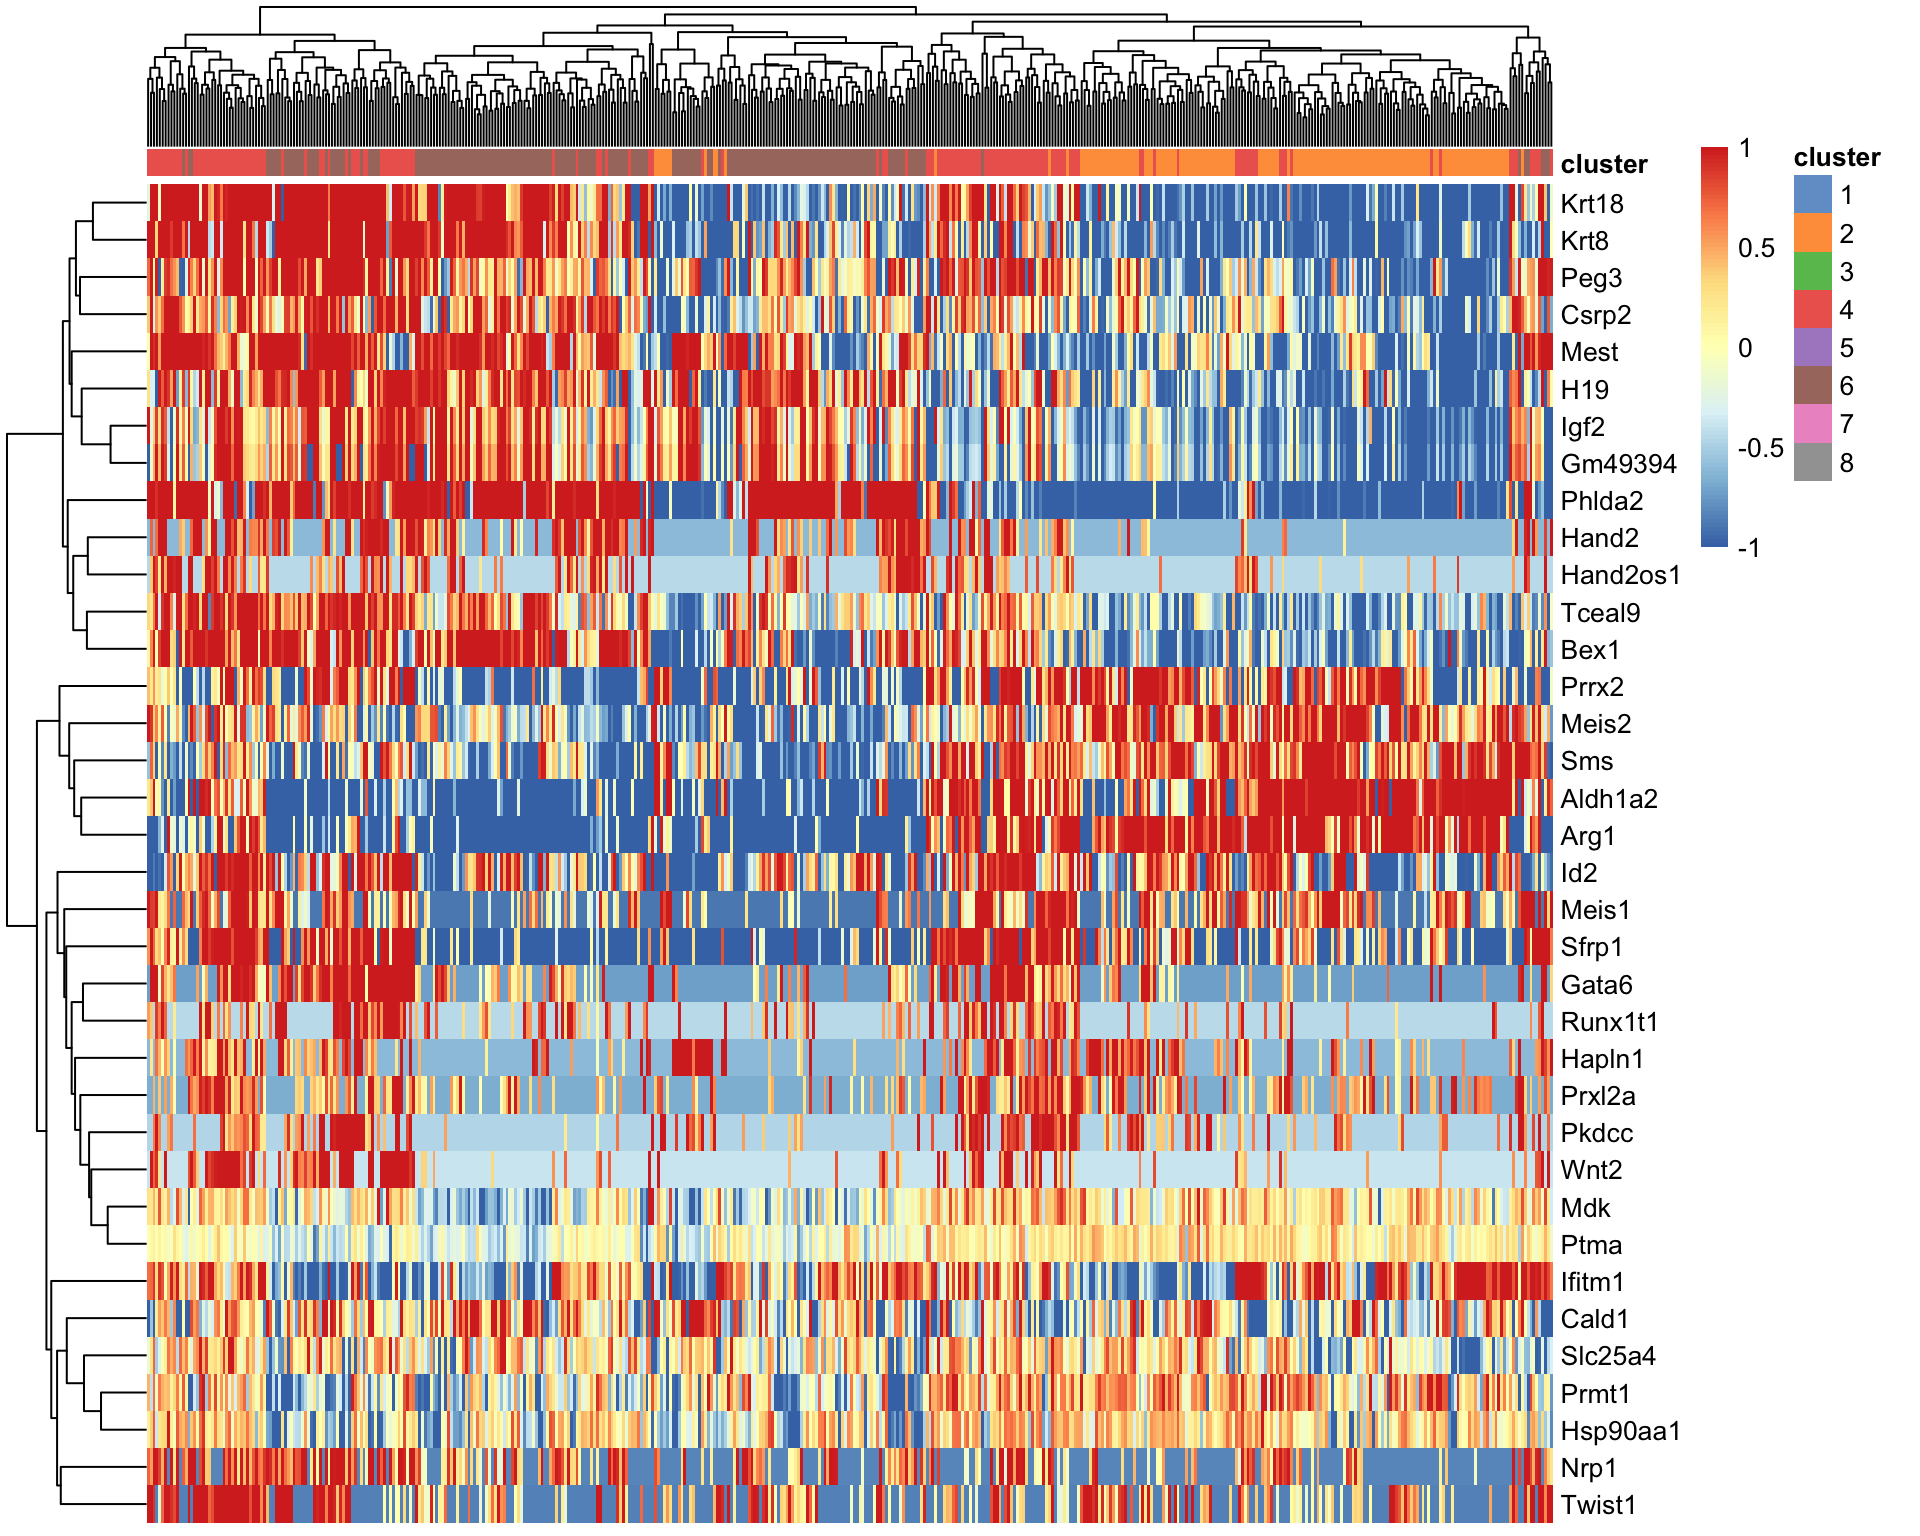 cluster
Krt18
Krt8
Peg3
Csrp2
Mest
H19
Igf2
Gm49394
Phlda2
Hand2
Hand2os1
Tceal9
Bex1
Prrx2
Meis2
Sms
Aldh1a2
Arg1
Id2
Meis1
Sfrp1
Gata6
Runx1t1
Hapln1
Prxl2a
Pkdcc
Wnt2
Mdk
Ptma
Ifitm1
Cald1
Slc25a4
Prmt1
Hsp90aa1
Nrp1
Twist1
1
0.5
0
-0.5
-1
cluster
1
2
3
4
5
6
7
8